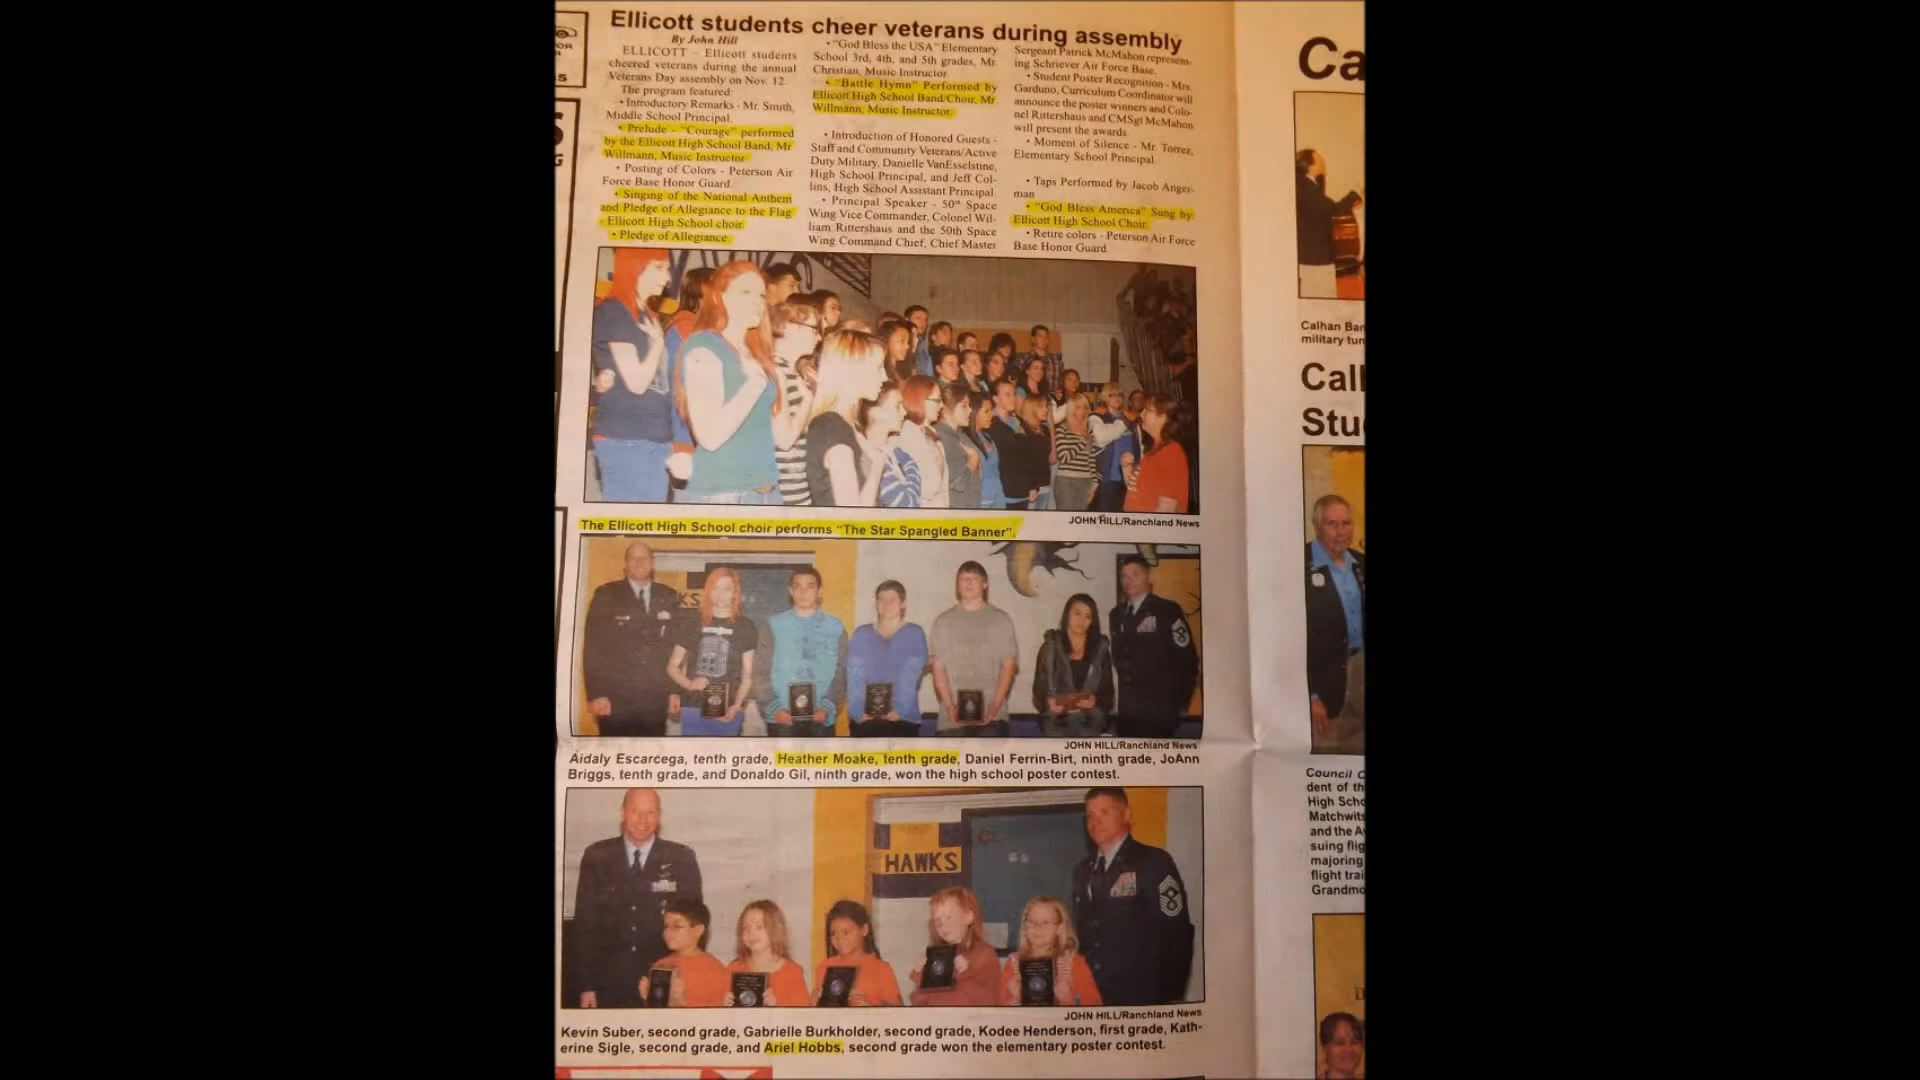 Ellicott students cheer veterans during assembly
By John Hill
ELLICOTT – Ellicott students
cheered veterans during the annual
Veterans Day assembly on Nov. 12.
The program featured:
• Introductory Remarks - Mr. Smith,
Middle School Principal.
• Prelude - "Courage" performed
by the Ellicott High School Band, Mr
Willmann, Music Instructor
• Posting of Colors - Peterson Air
Force Base Honor Guard.
• Singing of the National Anthem
and Pledge of Allegiance to the Flag
- Ellicott High School choir.
• Pledge of Allegiance.
• "God Bless the USA" Elementary
School 3rd, 4th, and 5th grades, Mr.
Christian, Music Instructor
• "Battle Hymn" Performed by
Ellicott High School Band/Choir, Mr.
Willmann, Music Instructor.
• Introduction of Honored Guests -
Staff and Community Veterans/Active
Duty Military, Danielle VanEsselstine,
High School Principal, and Jeff Col-
lins, High School Assistant Principal.
• Principal Speaker - 50th Space
Wing Vice Commander, Colonel Wil-
liam Rittershaus and the 50th Space
Wing Command Chief, Chief Master
Sergeant Patrick McMahon represent-
ing Schriever Air Force Base.
• Student Poster Recognition - Mrs.
Garduno, Curriculum Coordinator will
announce the poster winners and Colo-
nel Rittershaus and CMSgt McMahon
will present the awards.
• Moment of Silence - Mr. Torrez,
Elementary School Principal.
• Taps Performed by Jacob Anger-
man
• "God Bless America" Sung by
Ellicott High School Choir.
• Retire colors - Peterson Air Force
Base Honor Guard.
JOHN HILL/Ranchland News
The Ellicott High School choir performs "The Star Spangled Banner".
KS
JOHN HILL/Ranchland News
Aidaly Escarcega, tenth grade, Heather Moake, tenth grade, Daniel Ferrin-Birt, ninth grade, JoAnn
Briggs, tenth grade, and Donaldo Gil, ninth grade, won the high school poster contest.
HAWKS
JOHN HILL/Ranchland News
Kevin Suber, second grade, Gabrielle Burkholder, second grade, Kodee Henderson, first grade, Kath-
erine Sigle, second grade, and Ariel Hobbs, second grade won the elementary poster contest.
Ca
Calhan Ban
military tun
Call
Stu
Council C
dent of th
High Scho
Matchwits
and the A
suing flig
majoring
flight trai
Grandmo